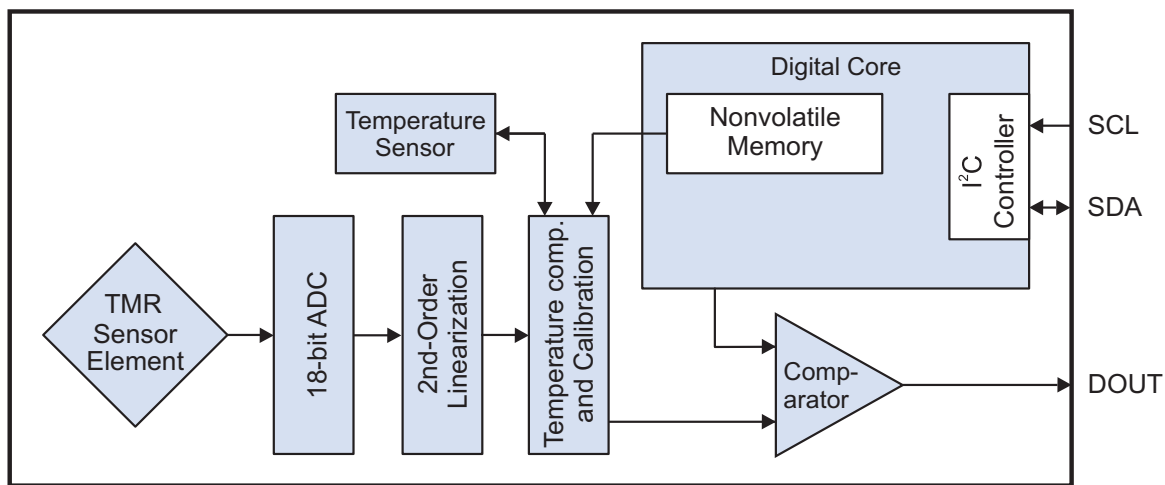 Digital Core
Nonvolatile
Memory
I²C
Controller
SCL
SDA
Temperature
Sensor
TMR
Sensor
Element
18-bit ADC
2nd-Order
Linearization
Temperature comp.
and Calibration
Comp-
arator
DOUT